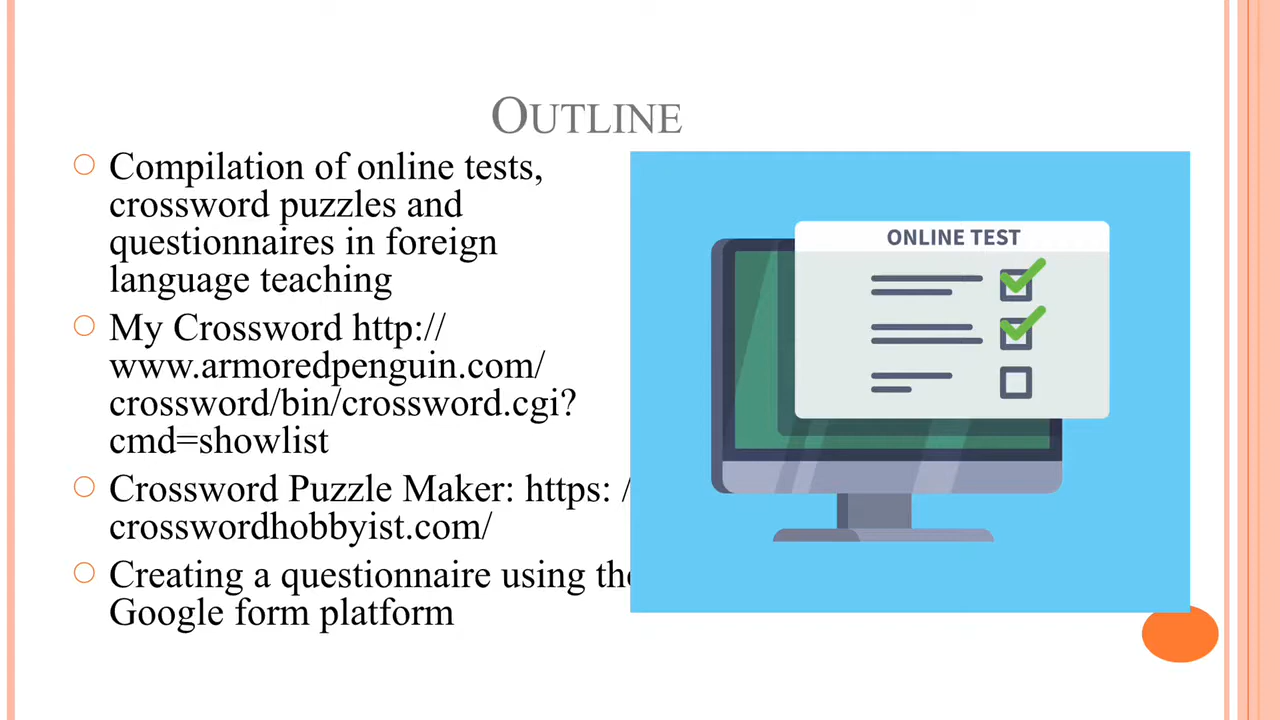 OUTLINE
Compilation of online tests,
crossword puzzles and
questionnaires in foreign
language teaching
My Crossword http://
www.armoredpenguin.com/
crossword/bin/crossword.cgi?
cmd=showlist
Crossword Puzzle Maker: https: /
crosswordhobbyist.com/
Creating a questionnaire using the
Google form platform
ONLINE TEST